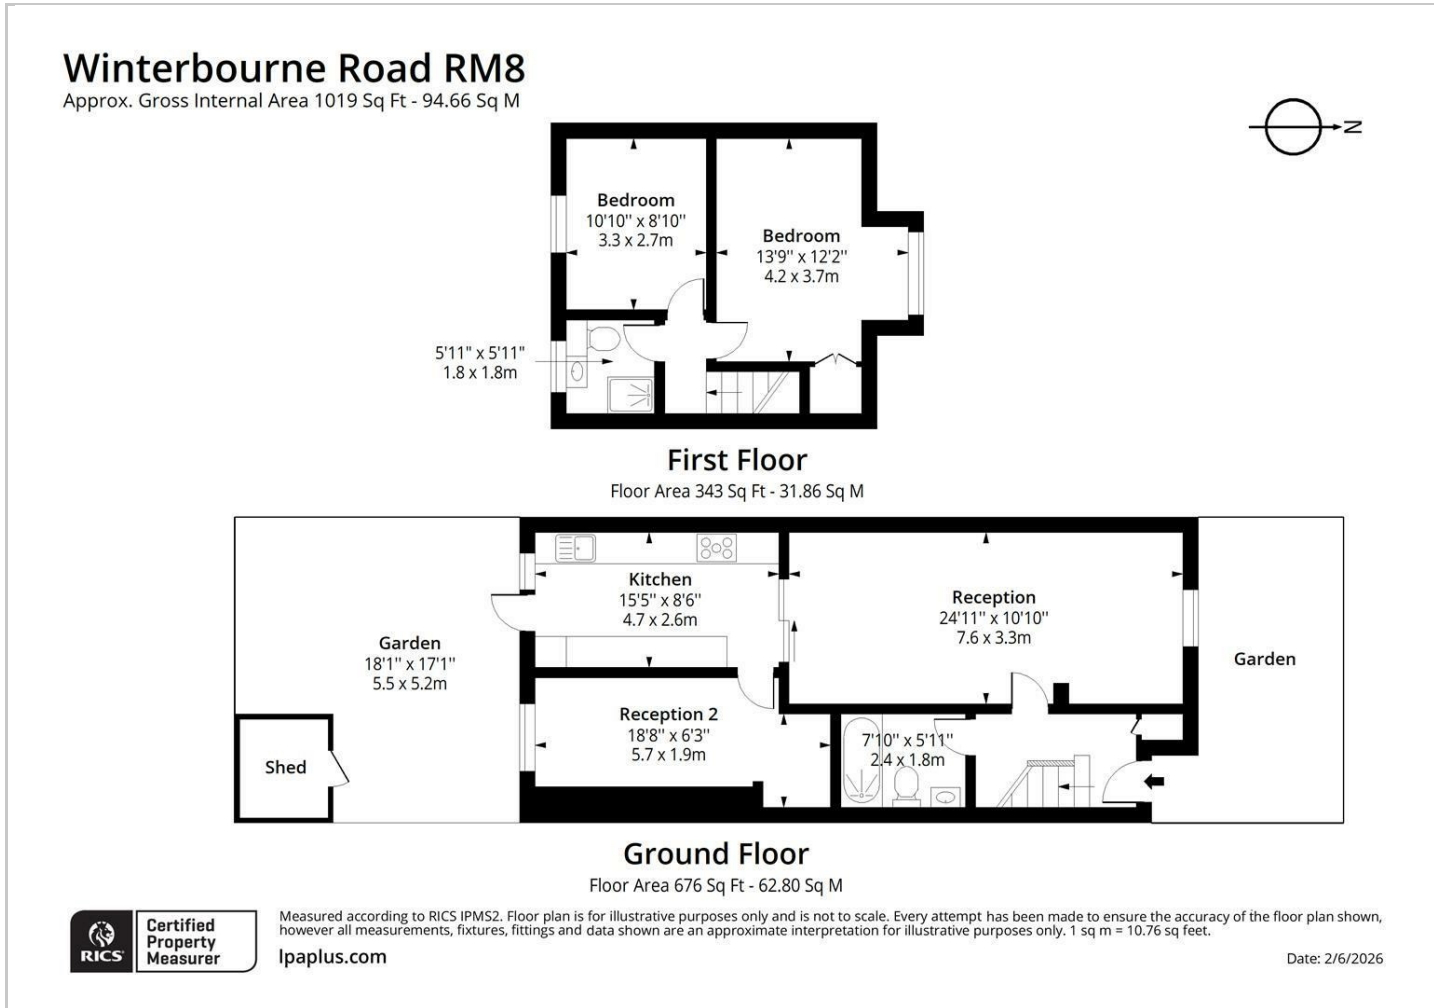 Winterbourne Road RM8
Approx. Gross Internal Area 1019 Sq Ft - 94.66 Sq M
N
Bedroom
10'10'' x 8'10''
3.3 x 2.7m
Bedroom
13'9'' x 12'2''
4.2 x 3.7m
5'11'' x 5'11''
1.8 x 1.8m
First Floor
Floor Area 343 Sq Ft - 31.86 Sq M
Kitchen
15'5'' x 8'6''
4.7 x 2.6m
Reception
24'11'' x 10'10''
7.6 x 3.3m
Garden
18'1'' x 17'1''
5.5 x 5.2m
Garden
Reception 2
18'8'' x 6'3''
5.7 x 1.9m
7'10'' x 5'11''
2.4 x 1.8m
Shed
Ground Floor
Floor Area 676 Sq Ft - 62.80 Sq M
RICS
Certified
Property
Measurer
Measured according to RICS IPMS2. Floor plan is for illustrative purposes only and is not to scale. Every attempt has been made to ensure the accuracy of the floor plan shown,
however all measurements, fixtures, fittings and data shown are an approximate interpretation for illustrative purposes only. 1 sq m = 10.76 sq feet.
lpaplus.com
Date: 2/6/2026